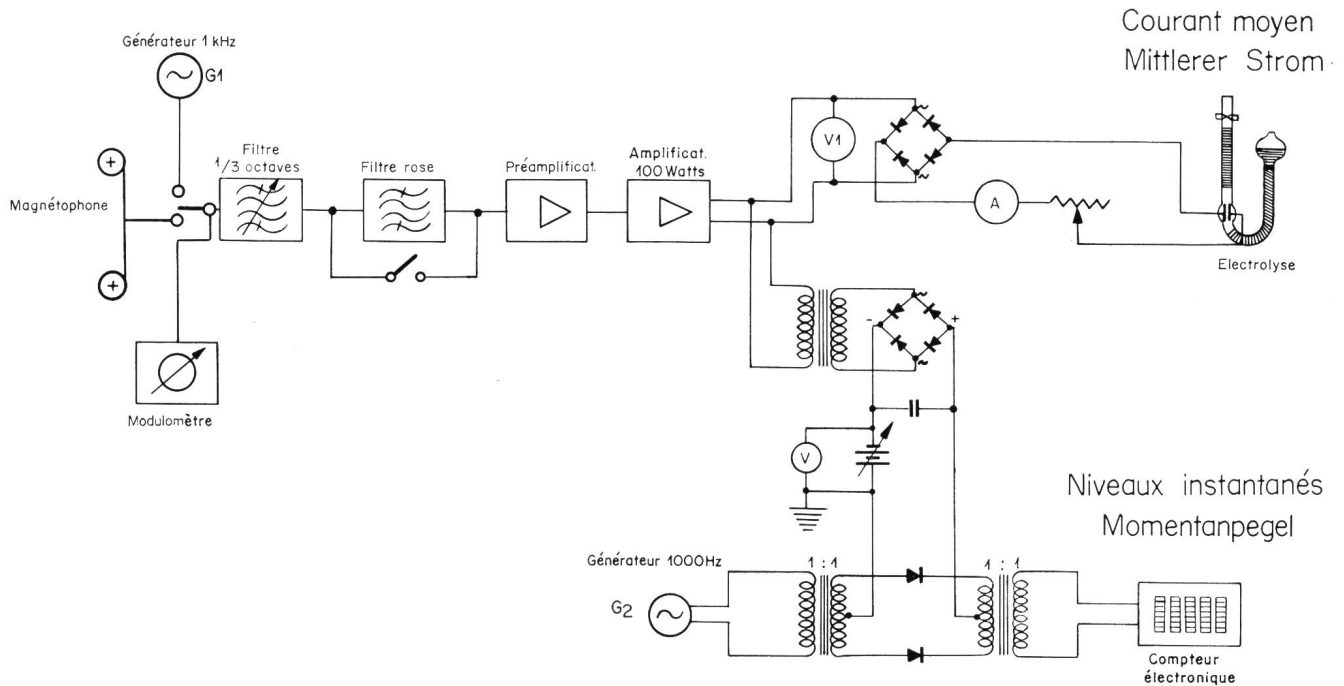 Courant moyen
Mittlerer Strom
Générateur 1 kHz
G1
Filtre
1/3 octaves
Filtre rose
Préamplificat.
Amplificat.
100 Watts
V1
Magnétophone
A
Electrolyse
Modulomètre
- +
V
Niveaux instantanés
Momentanpegel
Générateur 1000Hz
1 : 1
1 : 1
G2
Compteur
électronique